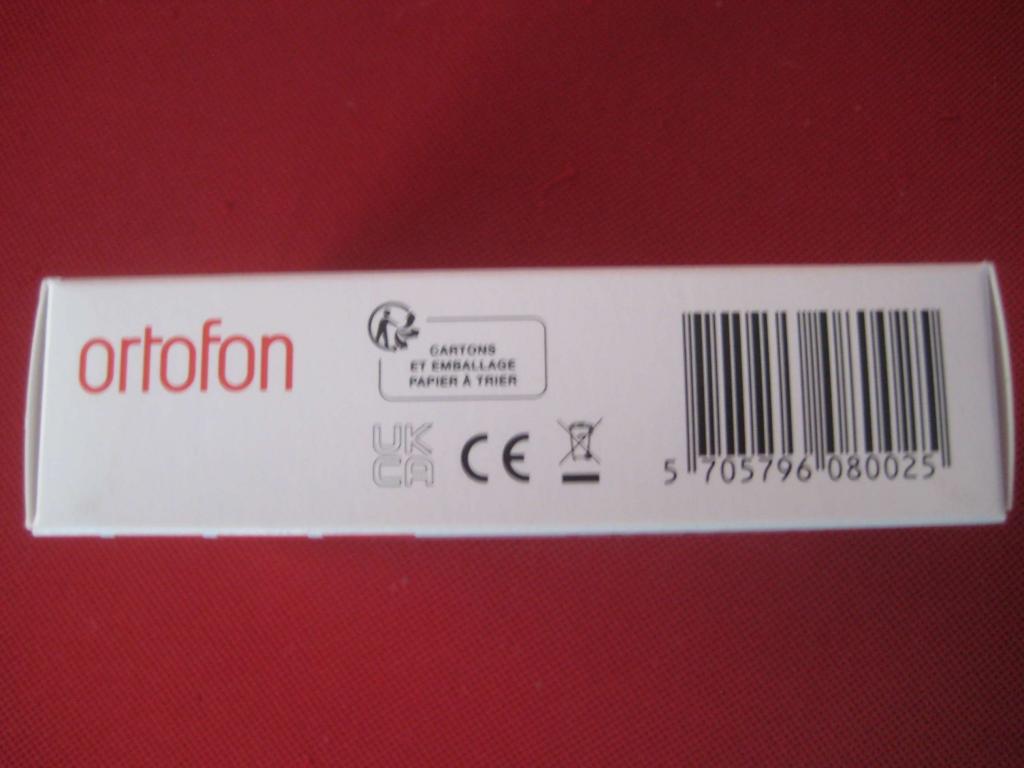 ortofon
CARTONS
ET EMBALLAGE
PAPIER À TRIER
UK
CA
CE
5 705796 080025